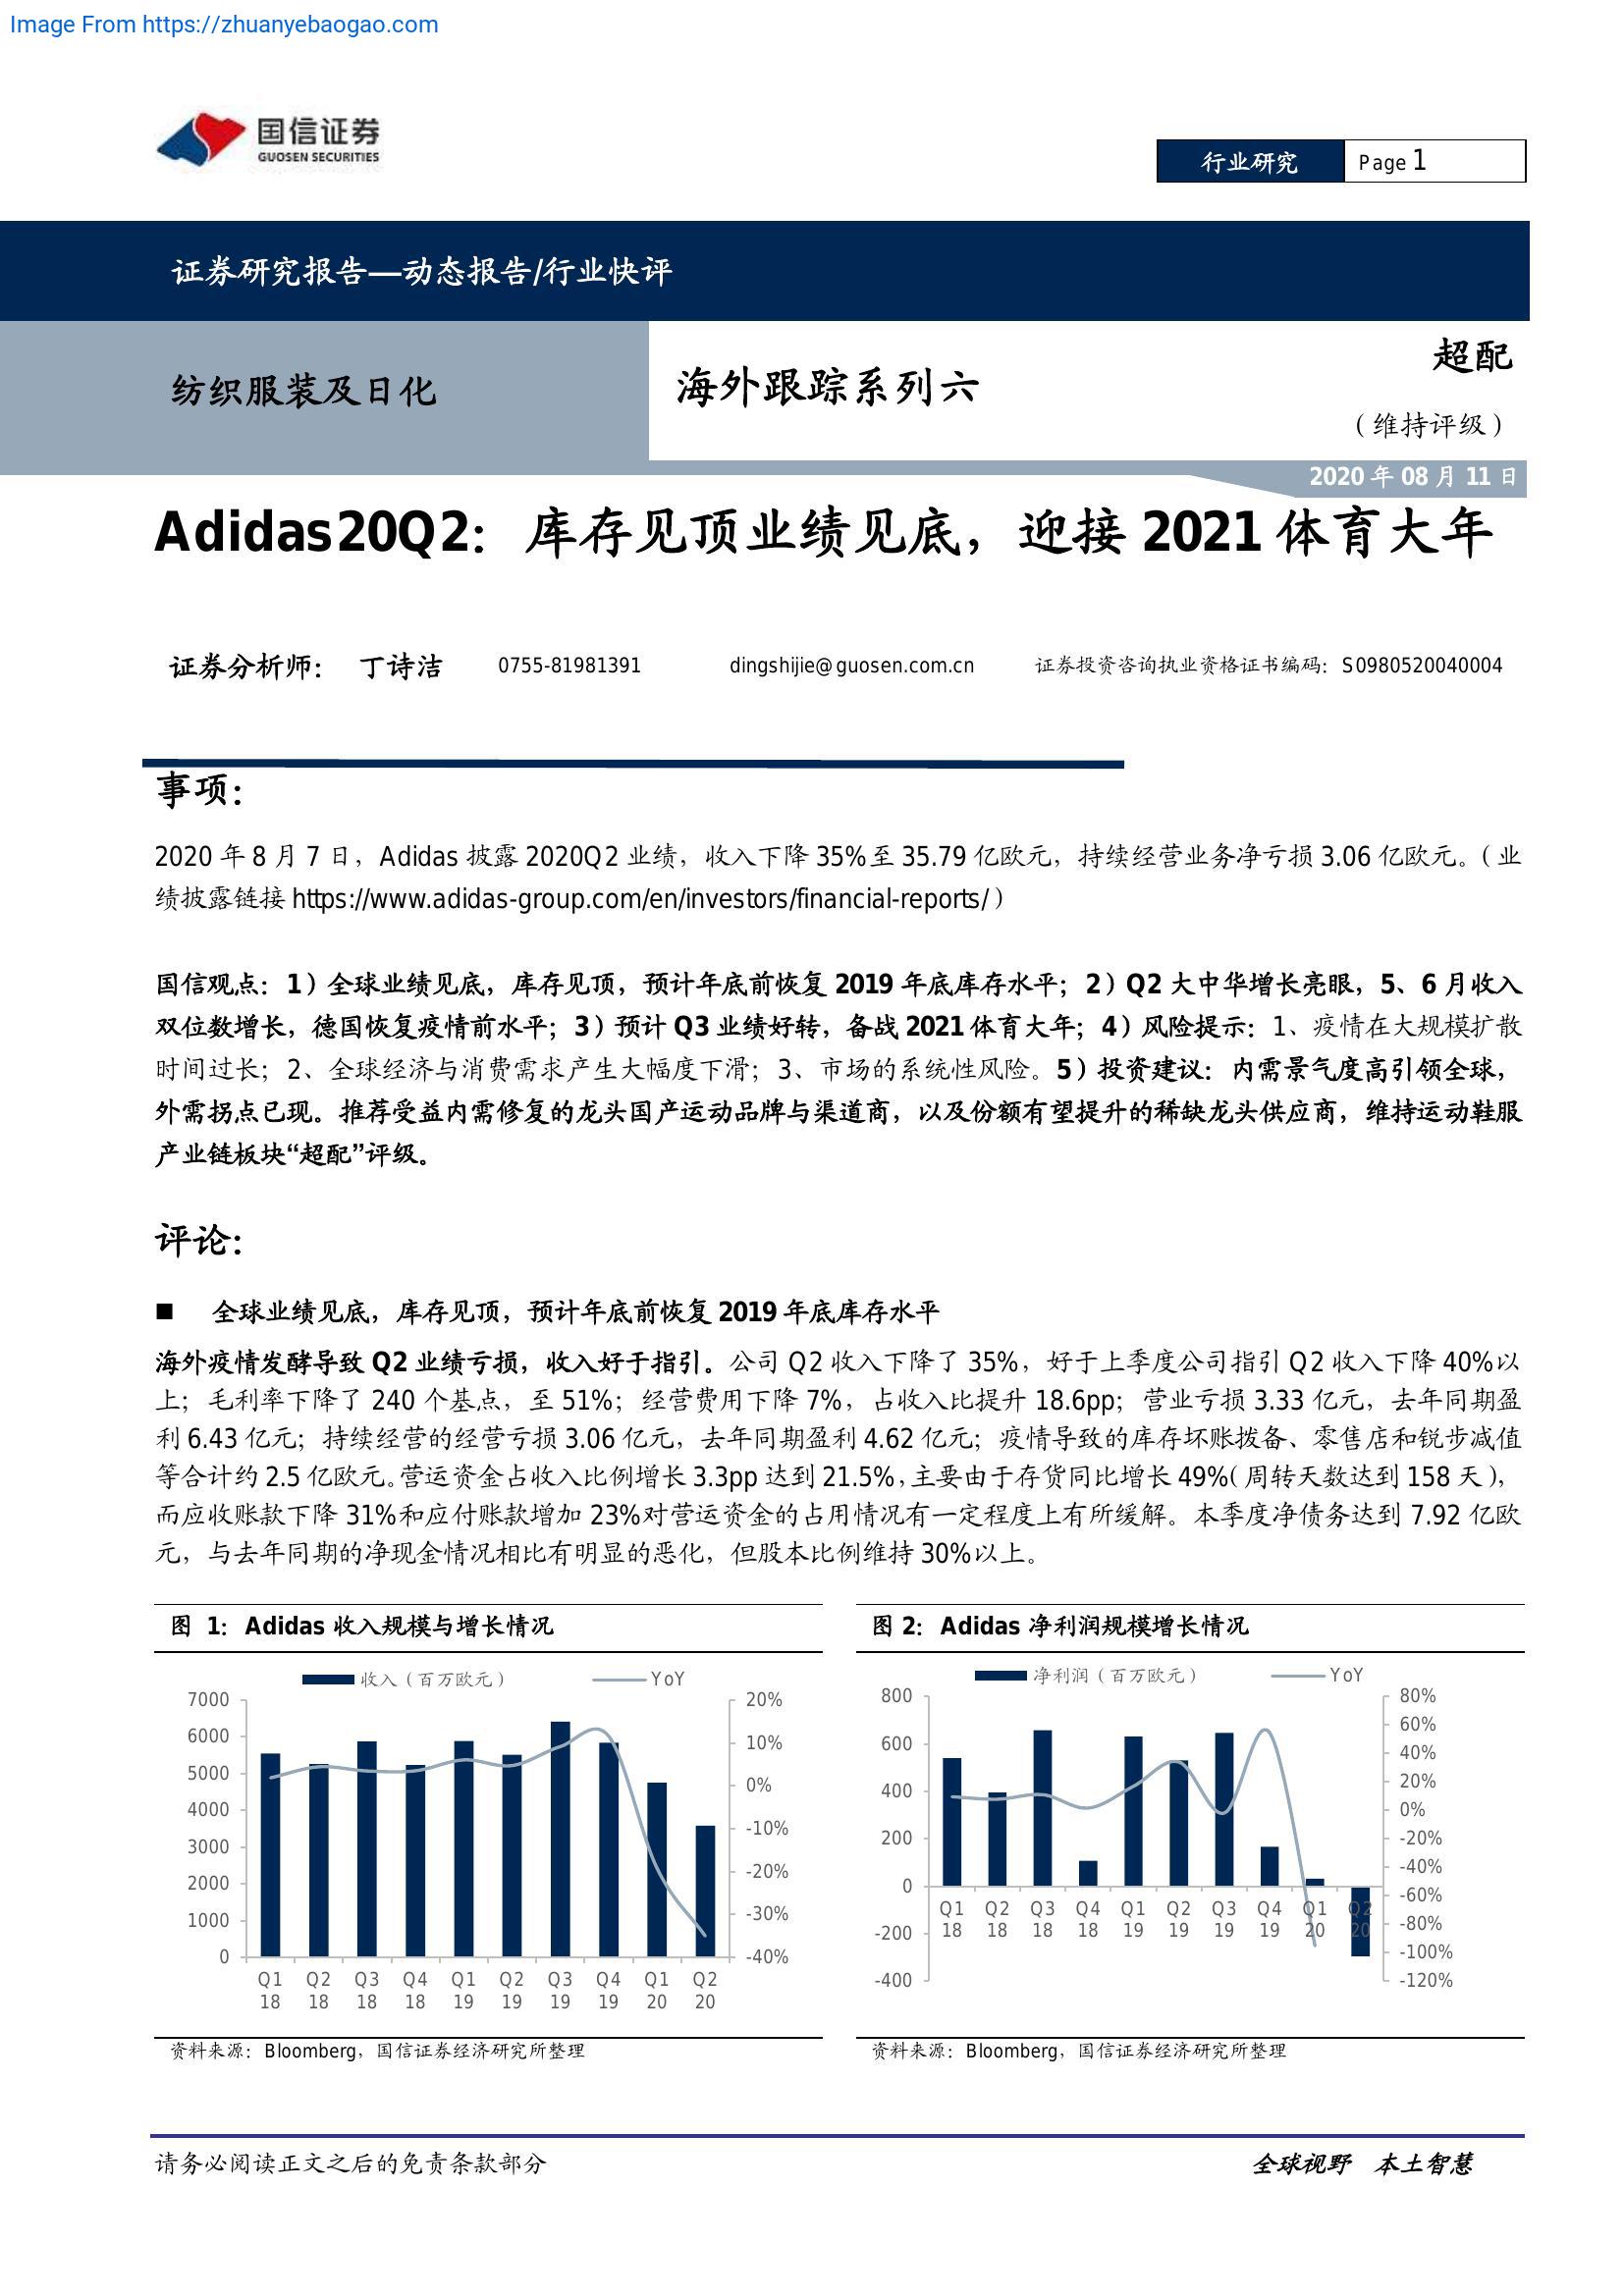 Image From https://zhuanyebaogao.com
国信证券
GUOSEN SECURITIES
行业研究 Page 1
证券研究报告—动态报告/行业快评
纺织服装及日化
海外跟踪系列六
超配
（维持评级）
2020 年 08 月 11 日
Adidas20Q2：库存见顶业绩见底，迎接 2021 体育大年
证券分析师： 丁诗洁 0755-81981391 dingshijie@guosen.com.cn 证券投资咨询执业资格证书编码：S0980520040004
事项：
2020 年 8 月 7 日，Adidas 披露 2020Q2 业绩，收入下降 35%至 35.79 亿欧元，持续经营业务净亏损 3.06 亿欧元。（业
绩披露链接 https://www.adidas-group.com/en/investors/financial-reports/）
国信观点：1）全球业绩见底，库存见顶，预计年底前恢复 2019 年底库存水平；2）Q2 大中华增长亮眼，5、6 月收入
双位数增长，德国恢复疫情前水平；3）预计 Q3 业绩好转，备战 2021 体育大年；4）风险提示：1、疫情在大规模扩散
时间过长；2、全球经济与消费需求产生大幅度下滑；3、市场的系统性风险。5）投资建议：内需景气度高引领全球，
外需拐点已现。推荐受益内需修复的龙头国产运动品牌与渠道商，以及份额有望提升的稀缺龙头供应商，维持运动鞋服
产业链板块“超配”评级。
评论：
■ 全球业绩见底，库存见顶，预计年底前恢复 2019 年底库存水平
海外疫情发酵导致 Q2 业绩亏损，收入好于指引。公司 Q2 收入下降了 35%，好于上季度公司指引 Q2 收入下降 40%以
上；毛利率下降了 240 个基点，至 51%；经营费用下降 7%，占收入比提升 18.6pp；营业亏损 3.33 亿元，去年同期盈
利 6.43 亿元；持续经营的经营亏损 3.06 亿元，去年同期盈利 4.62 亿元；疫情导致的库存坏账拨备、零售店和锐步减值
等合计约 2.5 亿欧元。营运资金占收入比例增长 3.3pp 达到 21.5%，主要由于存货同比增长 49%（周转天数达到 158 天），
而应收账款下降 31%和应付账款增加 23%对营运资金的占用情况有一定程度上有所缓解。本季度净债务达到 7.92 亿欧
元，与去年同期的净现金情况相比有明显的恶化，但股本比例维持 30%以上。
图 1：Adidas 收入规模与增长情况
收入（百万欧元） YoY
7000 20%
6000 10%
5000 0%
4000 -10%
3000 -20%
2000 -30%
1000 -40%
0
Q1 Q2 Q3 Q4 Q1 Q2 Q3 Q4 Q1 Q2
18 18 18 18 19 19 19 19 20 20
资料来源：Bloomberg，国信证券经济研究所整理
图 2：Adidas 净利润规模增长情况
净利润（百万欧元） YoY
800 80%
600 60%
400 40%
200 20%
0 0%
-200 -20%
-400 -40%
-60%
-80%
-100%
-120%
Q1 Q2 Q3 Q4 Q1 Q2 Q3 Q4 Q1 Q2
18 18 18 18 19 19 19 19 20 20
资料来源：Bloomberg，国信证券经济研究所整理
请务必阅读正文之后的免责条款部分
全球视野 本土智慧